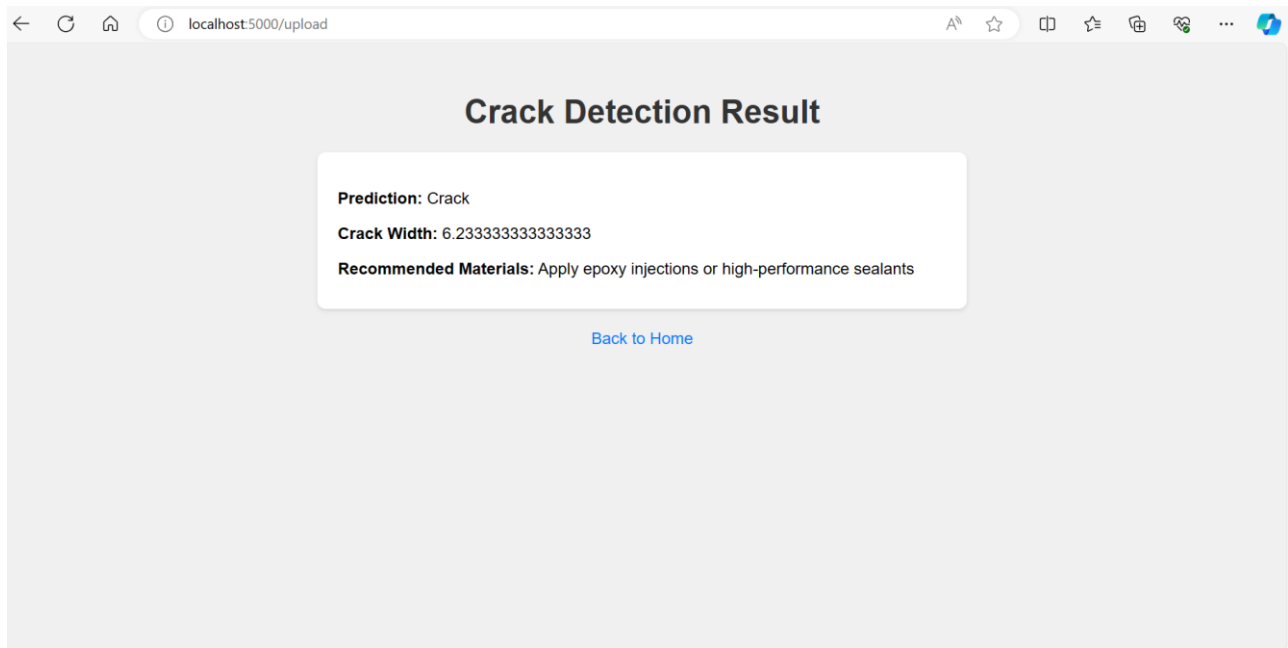 localhost:5000/upload
Crack Detection Result
Prediction: Crack
Crack Width: 6.233333333333333
Recommended Materials: Apply epoxy injections or high-performance sealants
Back to Home